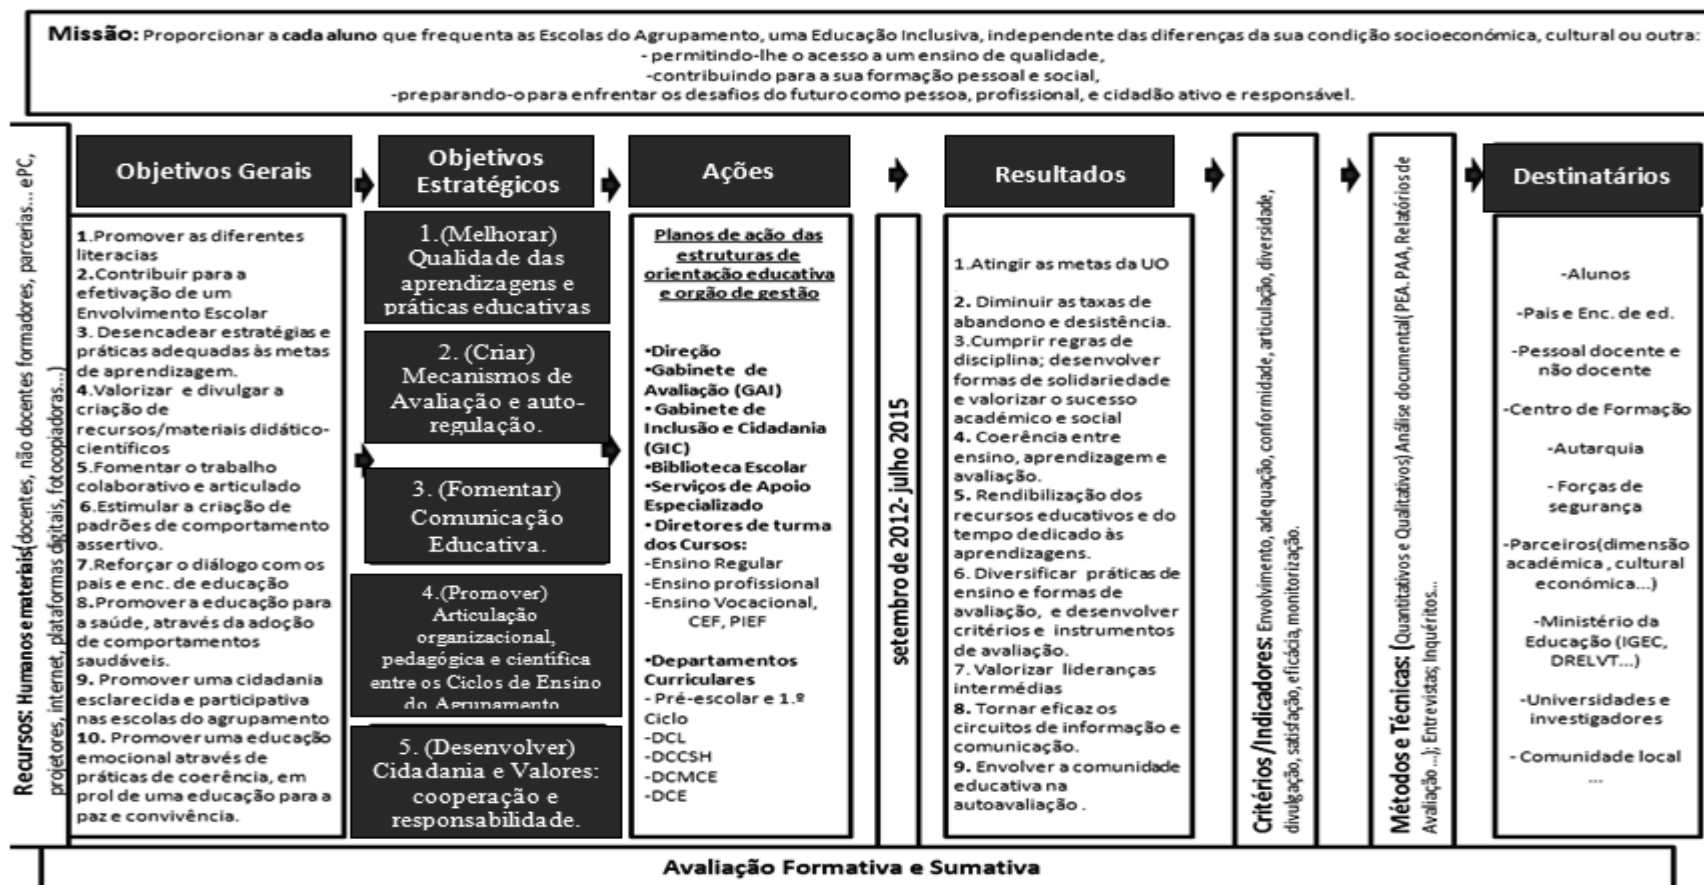 Missão: Proporcionar a cada aluno que frequenta as Escolas do Agrupamento, uma Educação Inclusiva, independente das diferenças da sua condição socioeconómica, cultural ou outra:
- permitindo-lhe o acesso a um ensino de qualidade,
-contribuindo para a sua formação pessoal e social,
-preparando-o para enfrentar os desafios do futuro como pessoa, profissional, e cidadão ativo e responsável.
Recursos: Humanos e materiais(docentes, não docentes formadores, parcerias... e PC,
projetores, internet, plataformas digitais, fotocopiadoras...)
Objetivos Gerais
1.Promover as diferentes
literacias
2.Contribuir para a
efetivação de um
Envolvimento Escolar
3. Desencadear estratégias e
práticas adequadas às metas
de aprendizagem.
4.Valorizar e divulgar a
criação de
recursos/materiais didático-
científicos
5.Fomentar o trabalho
colaborativo e articulado
6.Estimular a criação de
padrões de comportamento
assertivo.
7.Reforçar o diálogo com os
pais e enc. de educação
8.Promover a educação para
a saúde, através da adoção
de comportamentos
saudáveis.
9. Promover uma cidadania
esclarecida e participativa
nas escolas do agrupamento
10. Promover uma educação
emocional através de
práticas de coerência, em
prol de uma educação para a
paz e convivência.
Objetivos
Estratégicos
1.(Melhorar)
Qualidade das
aprendizagens e
práticas educativas
2. (Criar)
Mecanismos de
Avaliação e auto-
regulação.
3. (Fomentar)
Comunicação
Educativa.
4.(Promover)
Articulação
organizacional,
pedagógica e científica
entre os Ciclos de Ensino
do Agrupamento
5. (Desenvolver)
Cidadania e Valores:
cooperação e
responsabilidade.
Ações
Planos de ação das
estruturas de
orientação educativa
e orgão de gestão
•Direção
•Gabinete de
Avaliação (GAI)
•Gabinete de
Inclusão e Cidadania
(GIC)
•Biblioteca Escolar
•Serviços de Apoio
Especializado
•Diretores de turma
dos Cursos:
-Ensino Regular
-Ensino profissional
-Ensino Vocacional,
CEF, PIEF
•Departamentos
Curriculares
- Pré-escolar e 1.º
Ciclo
-DCL
-DCCSH
-DCMCE
-DCE
setembro de 2012- julho 2015
Resultados
1.Atingir as metas da UO
2. Diminuir as taxas de
abandono e desistência.
3.Cumprir regras de
disciplina; desenvolver
formas de solidariedade
e valorizar o sucesso
académico e social
4. Coerência entre
ensino, aprendizagem e
avaliação.
5. Rendibilização dos
recursos educativos e do
tempo dedicado às
aprendizagens.
6. Diversificar práticas de
ensino e formas de
avaliação, e desenvolver
critérios e instrumentos
de avaliação.
7. Valorizar lideranças
intermédias
8. Tornar eficaz os
circuitos de informação e
comunicação.
9. Envolver a comunidade
educativa na
autoavaliação .
Critérios /Indicadores: Envolvimento, adequação, conformidade, articulação, diversidade,
divulgação, satisfação, eficácia, monitorização.
Métodos e Técnicas: (Quantitativos e Qualitativos) Análise documental( PEA. PAA, Relatórios de
Avaliação ...); Entrevistas; Inquéritos...
Destinatários
-Alunos
-Pais e Enc. de ed.
-Pessoal docente e
não docente
-Centro de Formação
-Autarquia
- Forças de
segurança
-Parceiros(dimensão
académica , cultural
económica...)
-Ministério da
Educação (IGEC,
DRELVT...)
-Universidades e
investigadores
- Comunidade local
...
Avaliação Formativa e Sumativa